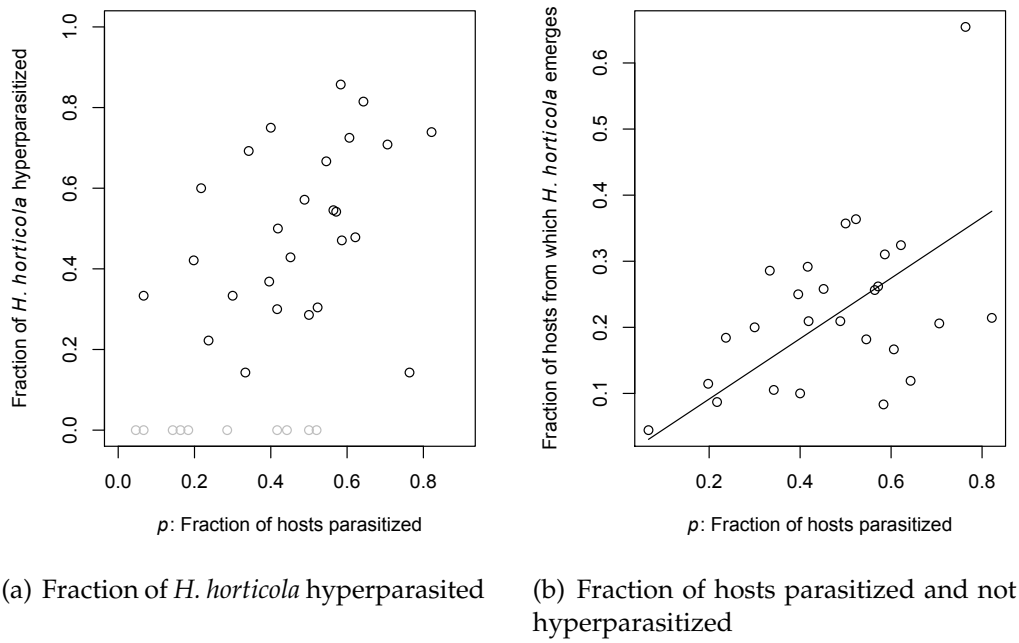 Fraction of H. horticola hyperparasitized
1.0
0.8
0.6
0.4
0.2
0.0
0.0 0.2 0.4 0.6 0.8
p: Fraction of hosts parasitized
(a) Fraction of H. horticola hyperparasited
Fraction of hosts from which H. horticola emerges
0.6
0.5
0.4
0.3
0.2
0.1
0.2 0.4 0.6 0.8
p: Fraction of hosts parasitized
(b) Fraction of hosts parasitized and not
hyperparasitized